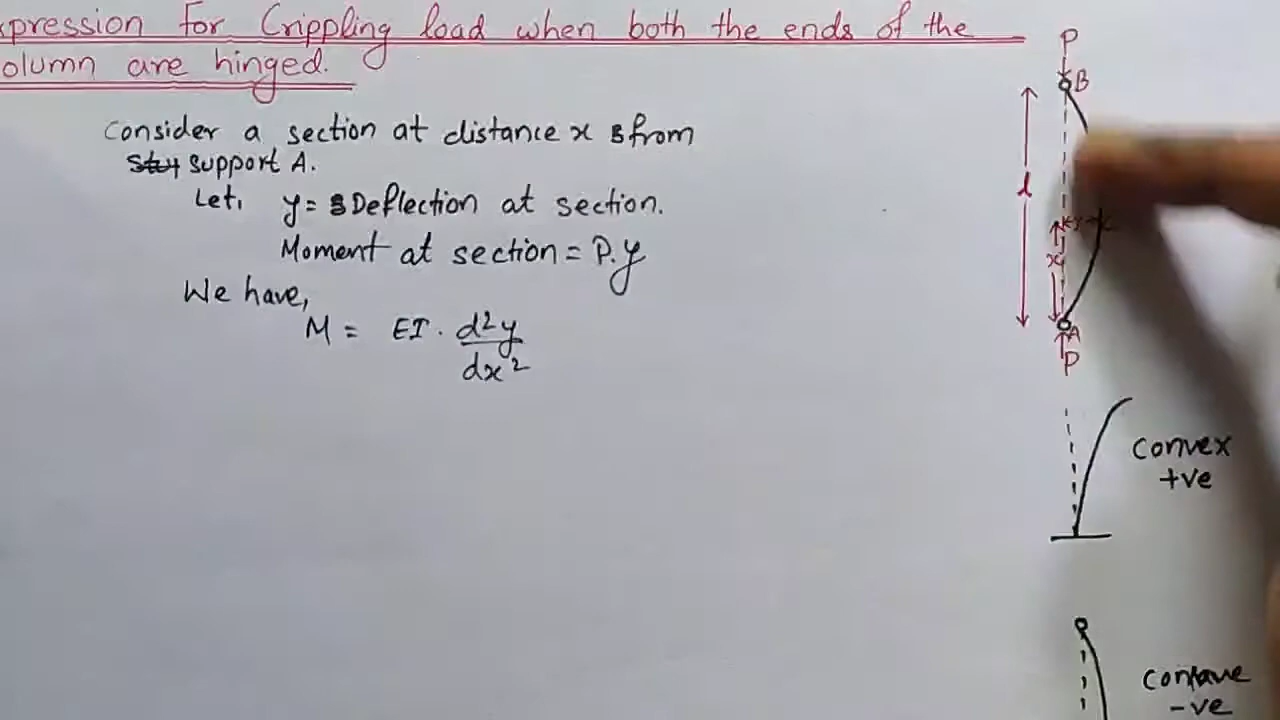 pression for Crippling load when both the ends of the
olumn are hinged.
Consider a section at distance x from
support A.
Let, y = Deflection at section.
Moment at section = P.y
We have,
M = EI . d²y
dx²
P
B
l
y
x
A
P
Convex
+ve
Concave
-ve